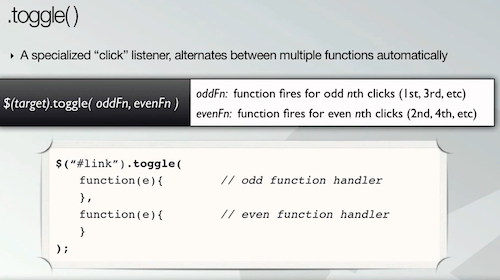 .toggle()
‣ A specialized “click” listener, alternates between multiple functions automatically
$(target).toggle( oddFn, evenFn )
oddFn: function fires for odd nth clicks (1st, 3rd, etc)
evenFn: function fires for even nth clicks (2nd, 4th, etc)
$(“#link”).toggle(
function(e){ // odd function handler
},
function(e){ // even function handler
}
);